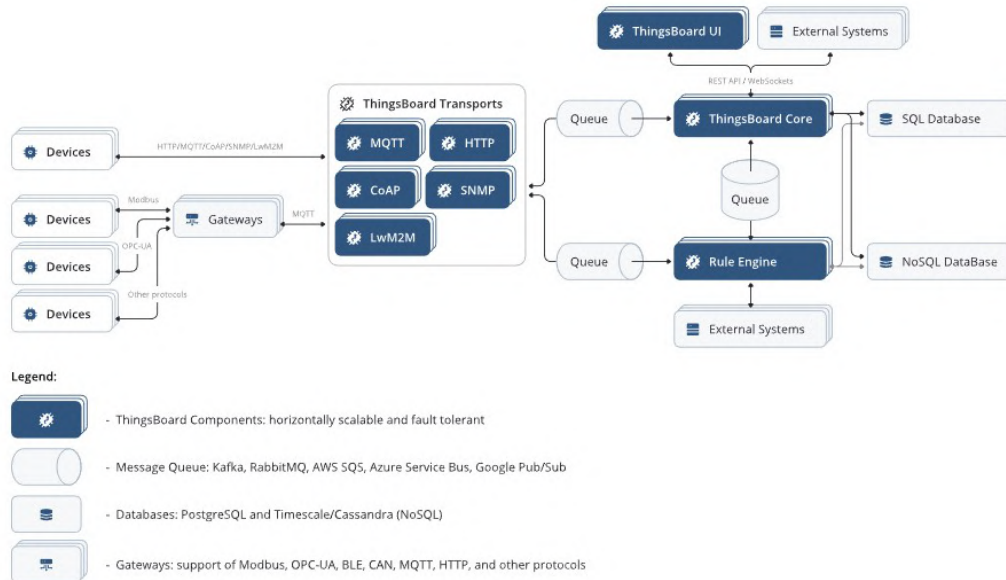 ThingsBoard UI
External Systems
REST API / WebSockets
ThingsBoard Transports
Queue
ThingsBoard Core
SQL Database
MQTT
HTTP
Devices
HTTP/MQTT/CoAP/SNMP/LwM2M
CoAP
SNMP
Queue
Devices
Modbus
Gateways
MQTT
LwM2M
OPC-UA
Devices
Queue
Rule Engine
NoSQL DataBase
Other protocols
Devices
External Systems
Legend:
- ThingsBoard Components: horizontally scalable and fault tolerant
- Message Queue: Kafka, RabbitMQ, AWS SQS, Azure Service Bus, Google Pub/Sub
- Databases: PostgreSQL and Timescale/Cassandra (NoSQL)
- Gateways: support of Modbus, OPC-UA, BLE, CAN, MQTT, HTTP, and other protocols